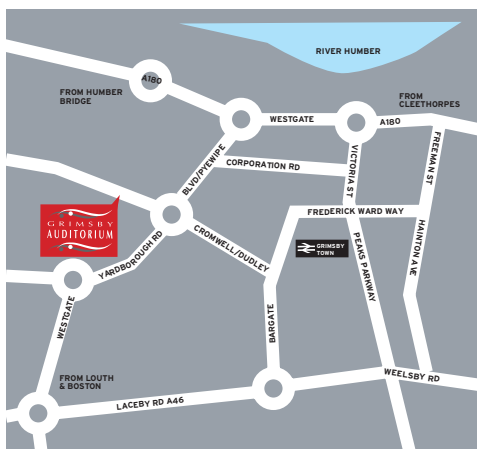 RIVER HUMBER
A180
FROM HUMBER
BRIDGE
FROM
CLEETHORPES
WESTGATE
A180
FREEMAN ST
VICTORIA ST
BLVD/PYEWIPE
CORPORATION RD
GRIMSBY
AUDITORIUM
FREDERICK WARD WAY
CROMWELL/DUDLEY
YARDBOROUGH RD
GRIMSBY
TOWN
PEAKS PARKWAY
HAINTON AVE
WESTGATE
BARGATE
FROM LOUTH
& BOSTON
WEELSBY RD
LACEBY RD A46